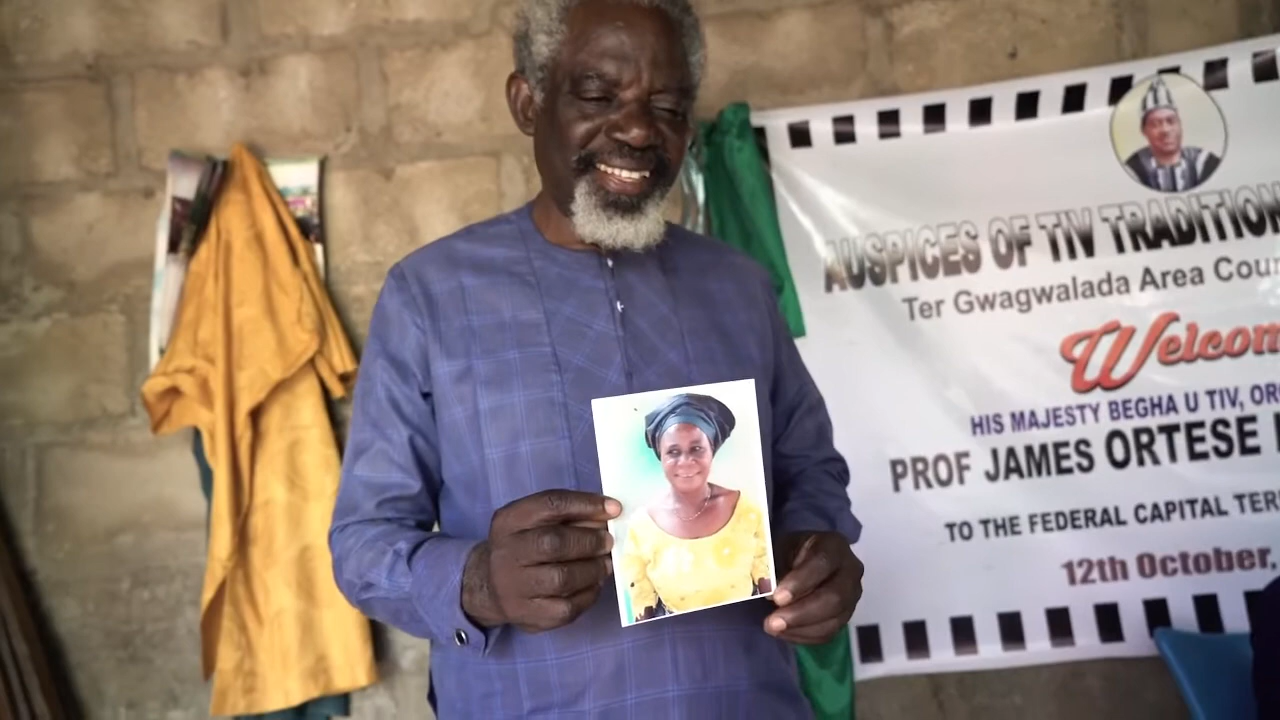 AUSPICES OF TIV TRADITION
Ter Gwagwalada Area Coun
Welcom
HIS MAJESTY BEGHA U TIV, OR
PROF JAMES ORTESE
TO THE FEDERAL CAPITAL TER
12th October,